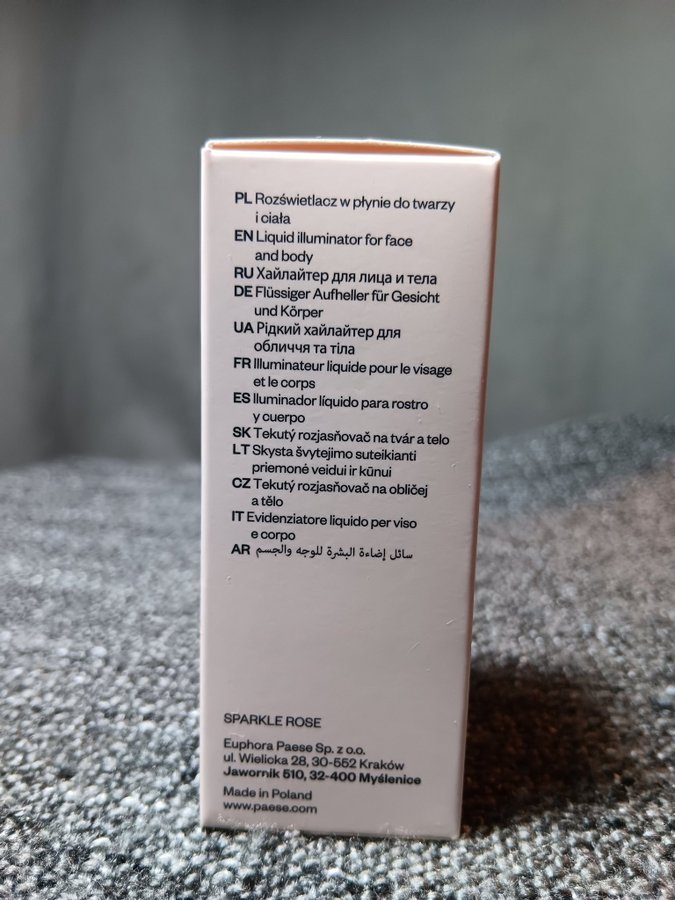 PL Rozświetlacz w płynie do twarzy
i ciała
EN Liquid illuminator for face
and body
RU Хайлайтер для лица и тела
DE Flüssiger Aufheller für Gesicht
und Körper
UA Рідкий хайлайтер для
обличчя та тіла
FR Illuminateur liquide pour le visage
et le corps
ES Iluminador líquido para rostro
y cuerpo
SK Tekutý rozjasňovač na tvár a telo
LT Skysta švytejimo suteikianti
priemonė veidui ir kūnui
CZ Tekutý rozjasňovač na obličej
a tělo
IT Evidenziatore liquido per viso
e corpo
AR سائل إضاءة البشرة للوجه والجسم
SPARKLE ROSE
Euphora Paese Sp. z o.o.
ul. Wielicka 28, 30-552 Kraków
Jawornik 510, 32-400 Myślenice
Made in Poland
www.paese.com